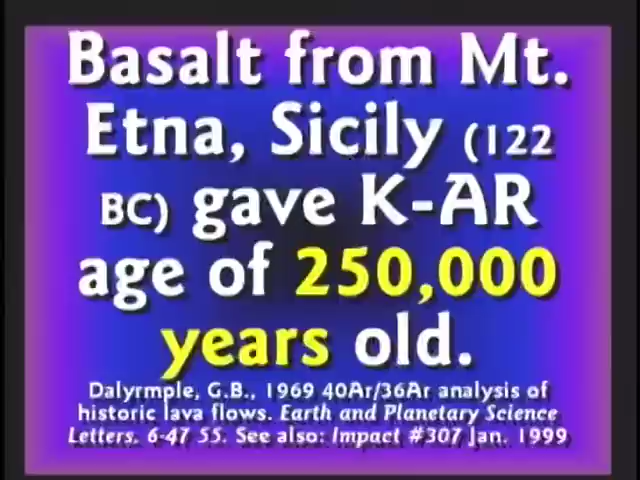 Basalt from Mt.
Etna, Sicily (122
BC) gave K-AR
age of 250,000
years old.
Dalyrmple, G.B., 1969 40Ar/36Ar analysis of
historic lava flows. Earth and Planetary Science
Letters, 6-47 55. See also: Impact #307 Jan. 1999